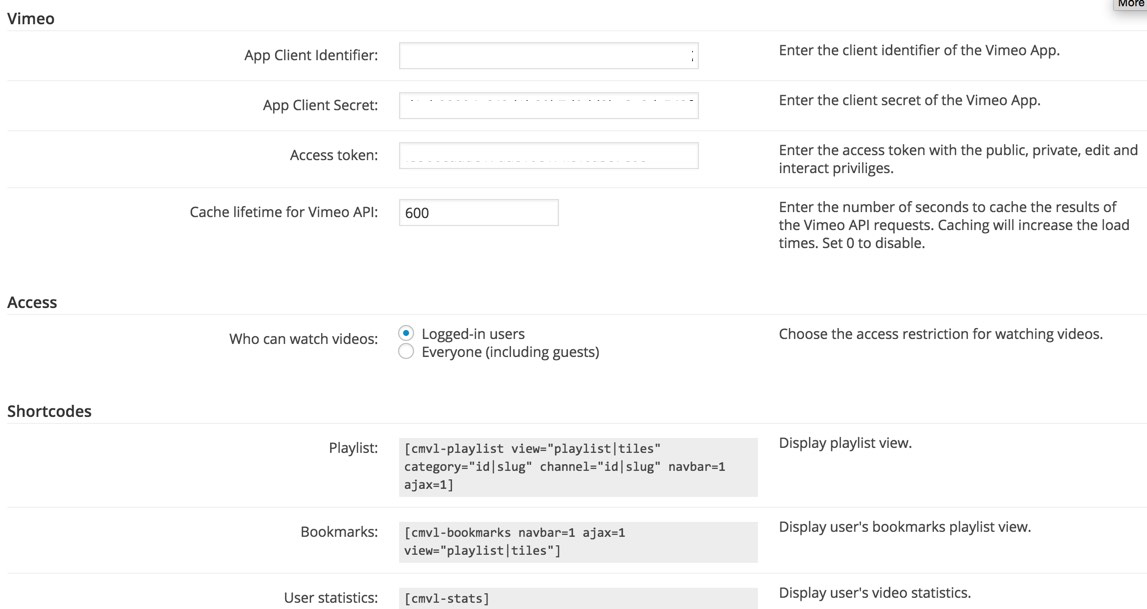 More
Vimeo
App Client Identifier:
Enter the client identifier of the Vimeo App.
App Client Secret:
Enter the client secret of the Vimeo App.
Access token:
Enter the access token with the public, private, edit and
interact priviliges.
Cache lifetime for Vimeo API:
600
Enter the number of seconds to cache the results of
the Vimeo API requests. Caching will increase the load
times. Set 0 to disable.
Access
Who can watch videos:
Logged-in users
Everyone (including guests)
Choose the access restriction for watching videos.
Shortcodes
Playlist:
[cmvl-playlist view="playlist|tiles"
category="id|slug" channel="id|slug" navbar=1
ajax=1]
Display playlist view.
Bookmarks:
[cmvl-bookmarks navbar=1 ajax=1
view="playlist|tiles"]
Display user's bookmarks playlist view.
User statistics:
[cmvl-stats]
Display user's video statistics.